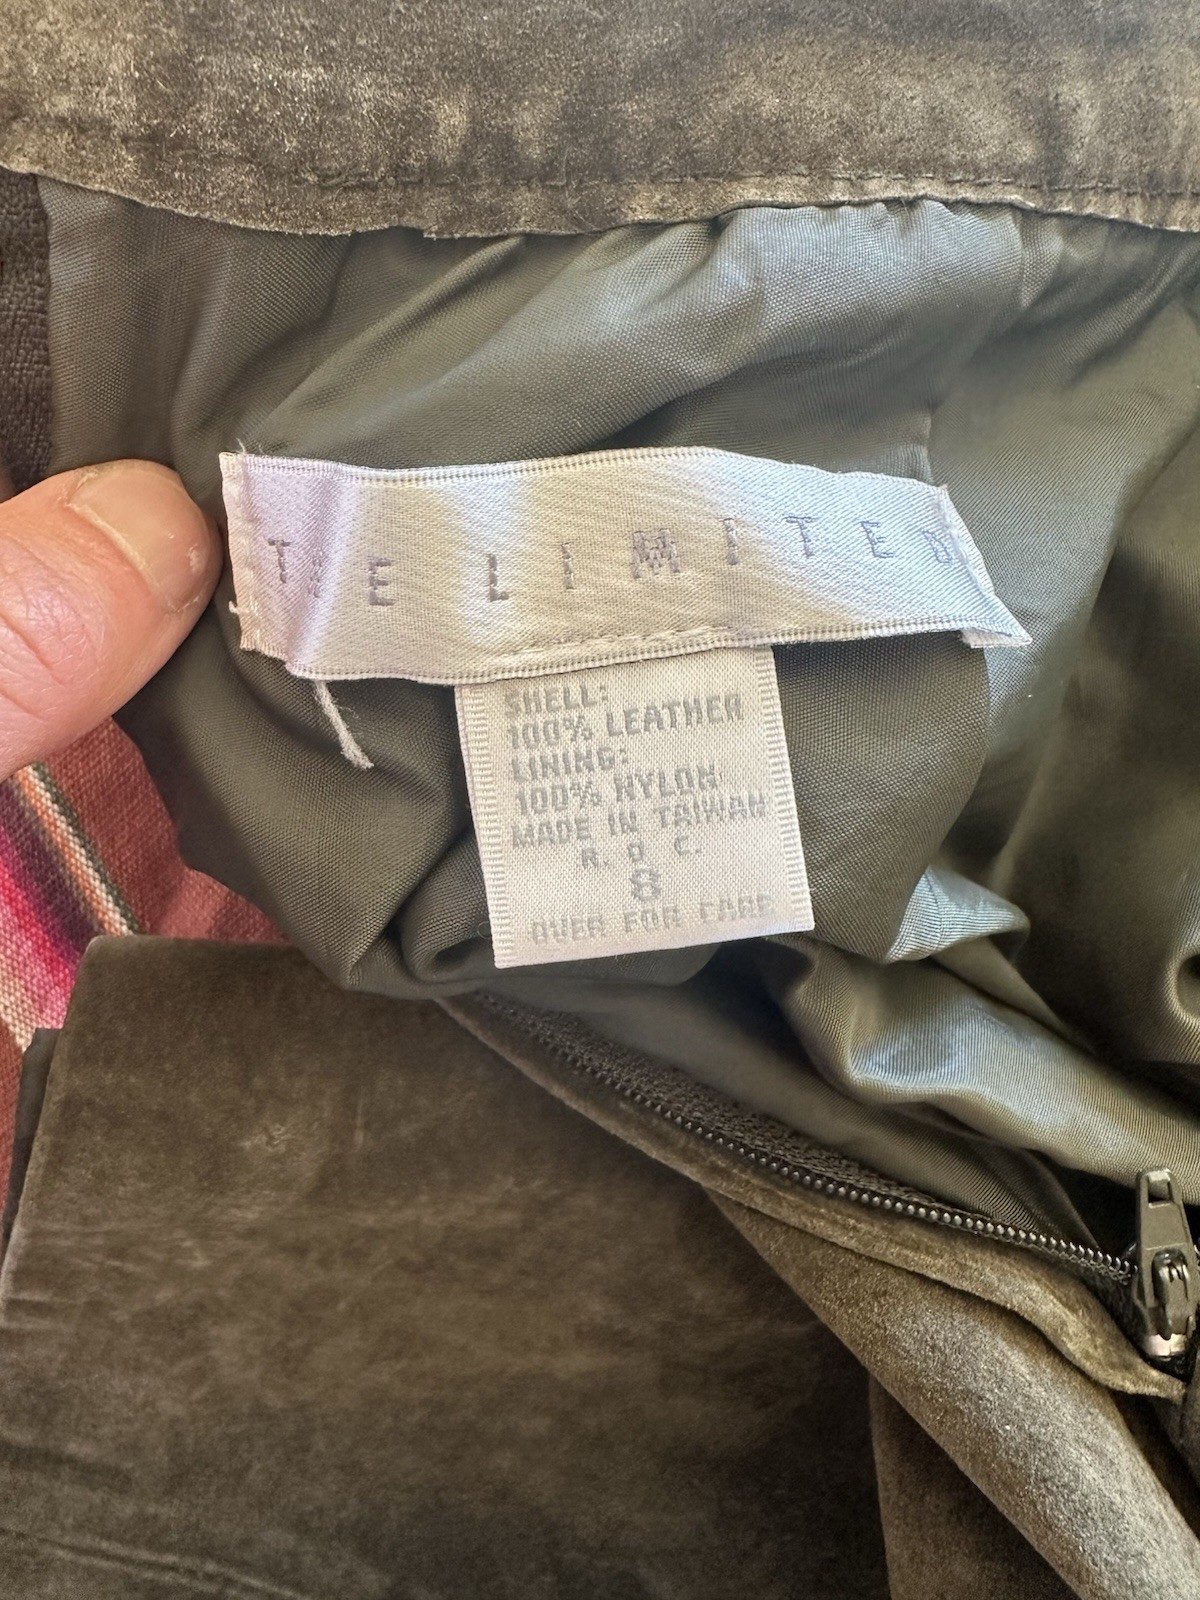 THE LIMITED
SHELL:
100% LEATHER
LINING:
100% NYLON
MADE IN TAIWAN
R. O. C.
8
OVER FOR CARE